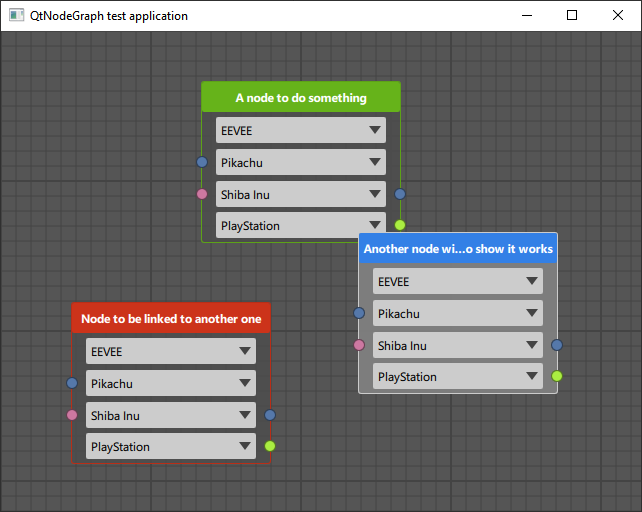 QtNodeGraph test application
A node to do something
EEVEE
Pikachu
Shiba Inu
PlayStation
Another node wi...o show it works
EEVEE
Pikachu
Shiba Inu
PlayStation
Node to be linked to another one
EEVEE
Pikachu
Shiba Inu
PlayStation